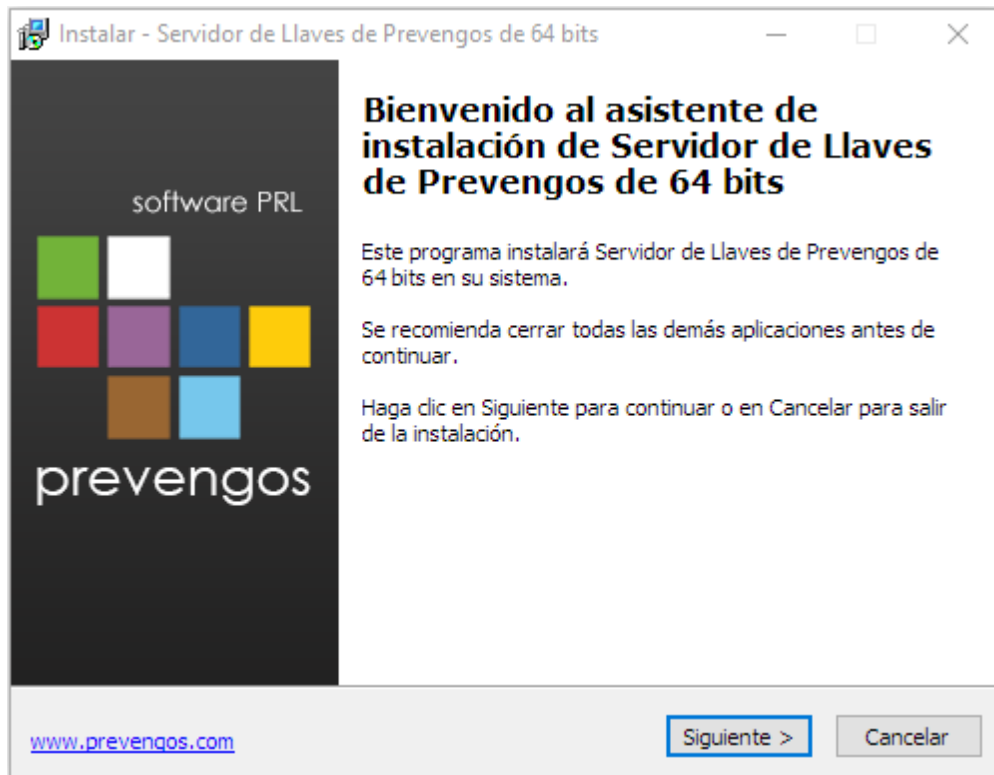 Instalar - Servidor de Llaves de Prevengos de 64 bits
software PRL
prevengos
Bienvenido al asistente de
instalación de Servidor de Llaves
de Prevengos de 64 bits
Este programa instalará Servidor de Llaves de Prevengos de
64 bits en su sistema.
Se recomienda cerrar todas las demás aplicaciones antes de
continuar.
Haga clic en Siguiente para continuar o en Cancelar para salir
de la instalación.
www.prevengos.com
Siguiente >
Cancelar